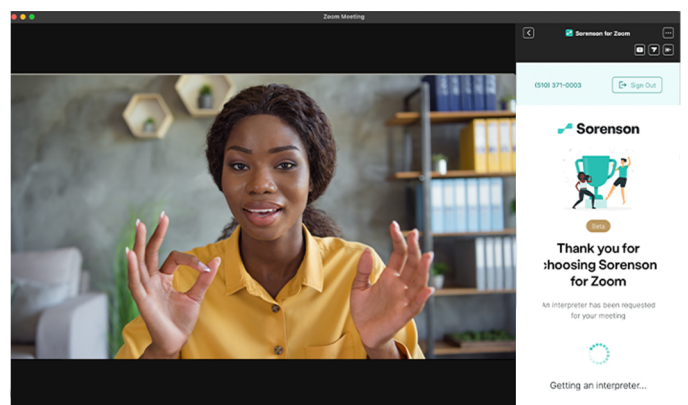 Zoom Meeting
Sorenson for Zoom
(510) 371-0003
Sign Out
Sorenson
Beta
Thank you for
choosing Sorenson
for Zoom
An interpreter has been requested
for your meeting
Getting an interpreter...